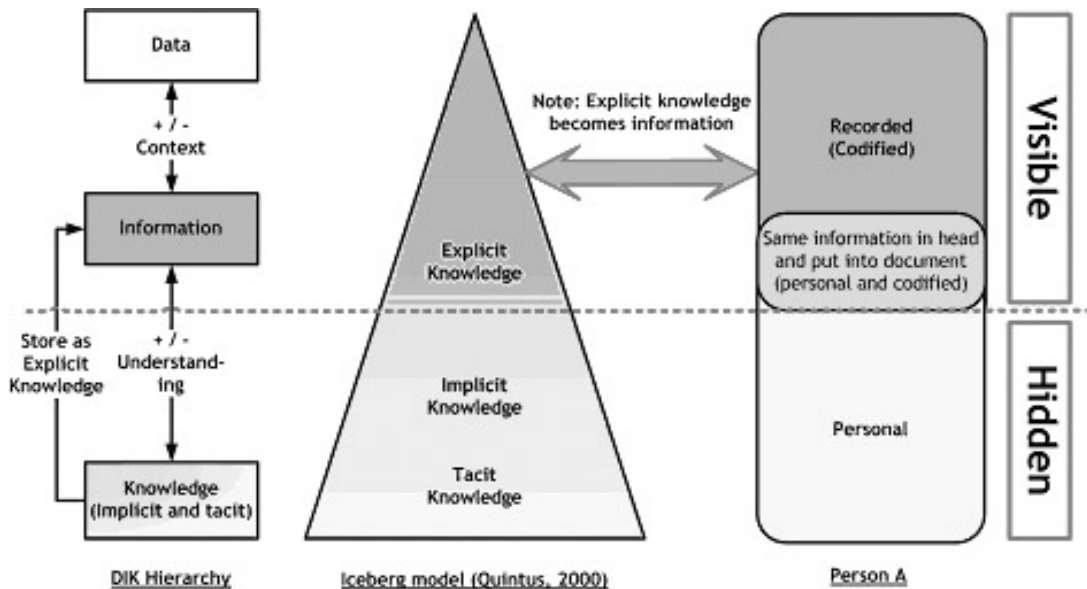 Data
+ / -
Context
Information
Store as
Explicit
Knowledge
+ / -
Understand-
ing
Knowledge
(Implicit and tacit)
DIK Hierarchy
Explicit
Knowledge
Implicit
Knowledge
Tacit
Knowledge
Iceberg model (Quintus, 2000)
Note: Explicit knowledge
becomes information
Recorded
(Codified)
Same information in head
and put into document
(personal and codified)
Personal
Person A
Visible
Hidden